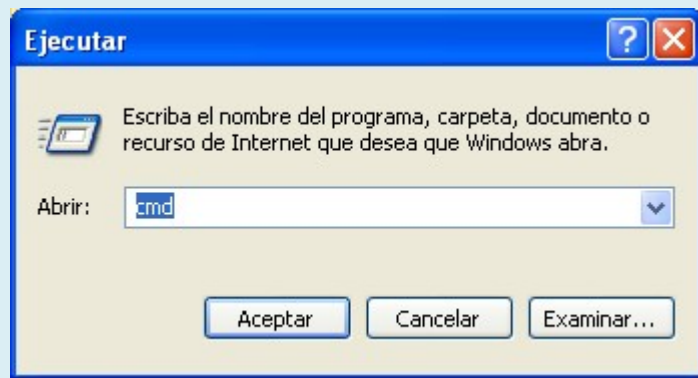 Ejecutar
Escriba el nombre del programa, carpeta, documento o
recurso de Internet que desea que Windows abra.
Abrir: cmd
Aceptar Cancelar Examinar...